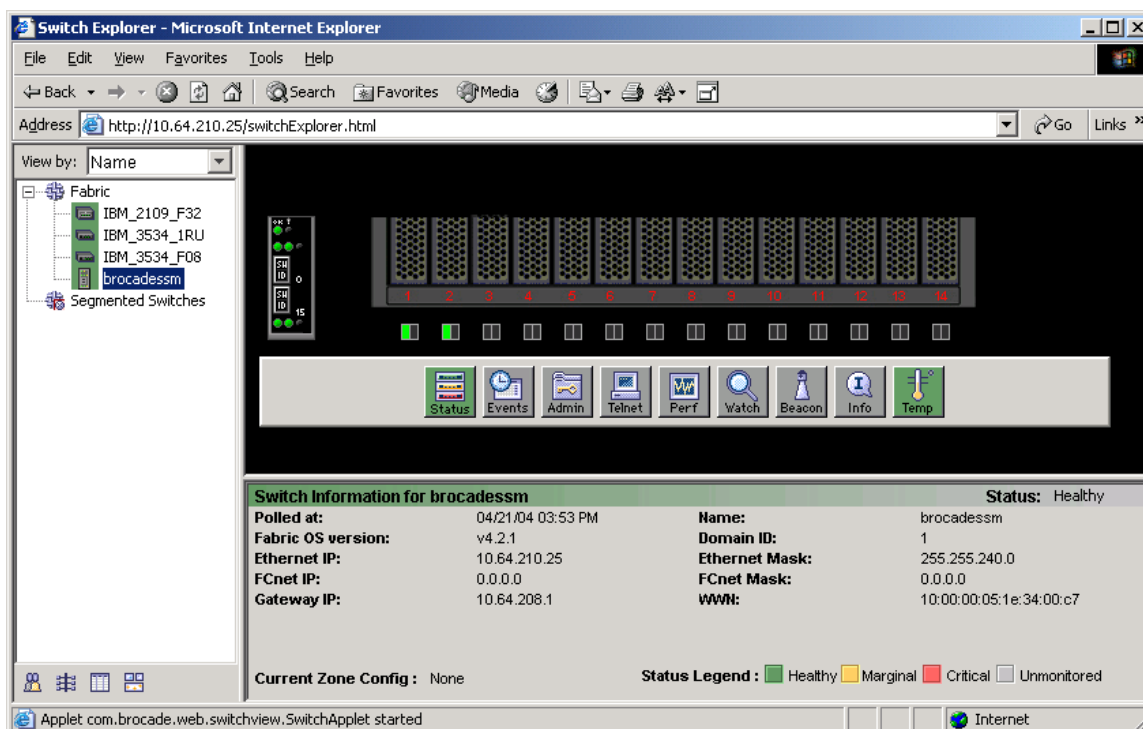 Switch Explorer - Microsoft Internet Explorer
File Edit View Favorites Tools Help
Back Search Favorites Media
Address http://10.64.210.25/switchExplorer.html Go Links »
View by: Name
Fabric
IBM_2109_F32
IBM_3534_1RU
IBM_3534_F08
brocadessm
Segmented Switches
OK !
SW ID 0
SW ID 15
1 2 3 4 5 6 7 8 9 10 11 12 13 14
Status Events Admin Telnet Perf Watch Beacon Info Temp
Switch Information for brocadessm Status: Healthy
Polled at: 04/21/04 03:53 PM Name: brocadessm
Fabric OS version: v4.2.1 Domain ID: 1
Ethernet IP: 10.64.210.25 Ethernet Mask: 255.255.240.0
FCnet IP: 0.0.0.0 FCnet Mask: 0.0.0.0
Gateway IP: 10.64.208.1 WWN: 10:00:00:05:1e:34:00:c7
Current Zone Config : None Status Legend : Healthy Marginal Critical Unmonitored
Applet com.brocade.web.switchview.SwitchApplet started Internet